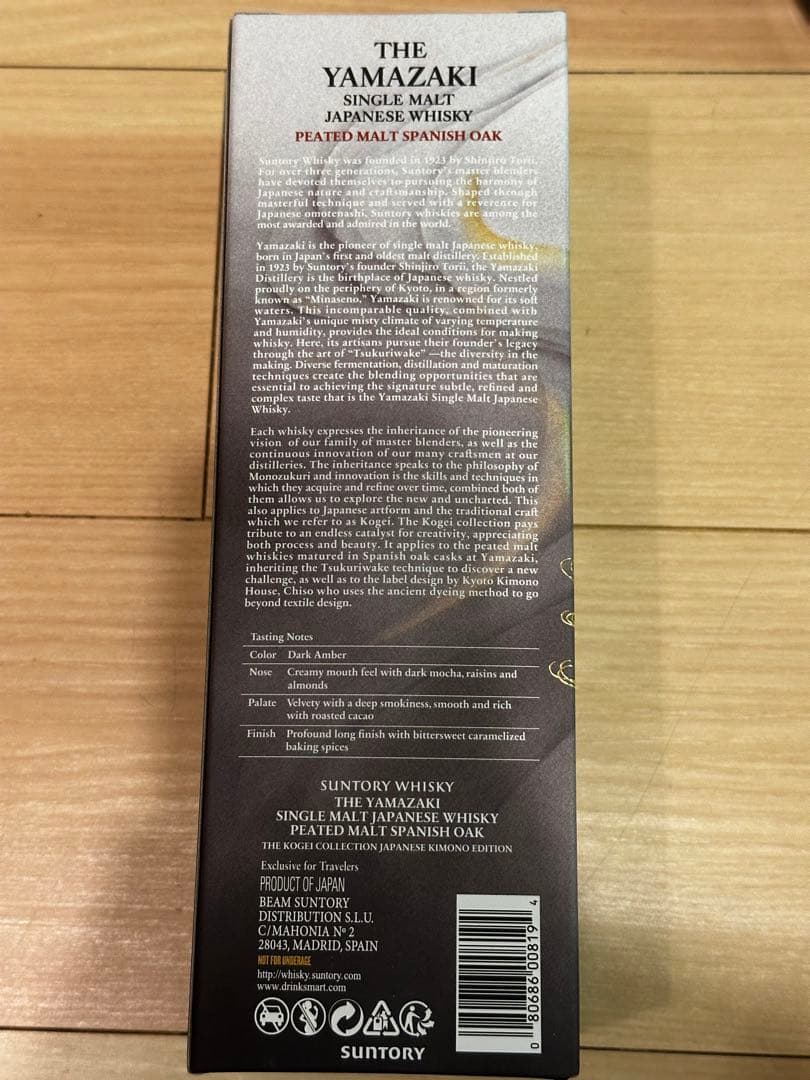 THE
YAMAZAKI
SINGLE MALT
JAPANESE WHISKY
PEATED MALT SPANISH OAK
Suntory Whisky was founded in 1923 by Shinjiro Torii.
For over three generations, Suntory's master blenders
have devoted themselves to pursuing the harmony of
Japanese nature and craftsmanship. Shaped through
masterful technique and served with a reverence for
Japanese omotenashi, Suntory whiskies are among the
most awarded and admired in the world.
Yamazaki is the pioneer of single malt Japanese whisky,
born in Japan's first and oldest malt distillery. Established
in 1923 by Suntory's founder Shinjiro Torii, the Yamazaki
Distillery is the birthplace of Japanese whisky. Nestled
proudly on the periphery of Kyoto, in a region formerly
known as "Minaseno," Yamazaki is renowned for its soft
waters. This incomparable quality, combined with
Yamazaki's unique misty climate of varying temperature
and humidity, provides the ideal conditions for making
whisky. Here, its artisans pursue their founder's legacy
through the art of "Tsukuriwake" —the diversity in the
making. Diverse fermentation, distillation and maturation
techniques create the blending opportunities that are
essential to achieving the signature subtle, refined and
complex taste that is the Yamazaki Single Malt Japanese
Whisky.
Each whisky expresses the inheritance of the pioneering
vision of our family of master blenders, as well as the
continuous innovation of our many craftsmen at our
distilleries. The inheritance speaks to the philosophy of
Monozukuri and innovation is the skills and techniques in
which they acquire and refine over time, combined both of
them allows us to explore the new and uncharted. This
also applies to Japanese artform and the traditional craft
which we refer to as Kogei. The Kogei collection pays
tribute to an endless catalyst for creativity, appreciating
both process and beauty. It applies to the peated malt
whiskies matured in Spanish oak casks at Yamazaki,
inheriting the Tsukuriwake technique to discover a new
challenge, as well as to the label design by Kyoto Kimono
House, Chiso who uses the ancient dyeing method to go
beyond textile design.
Tasting Notes
Color Dark Amber
Nose Creamy mouth feel with dark mocha, raisins and
almonds
Palate Velvety with a deep smokiness, smooth and rich
with roasted cacao
Finish Profound long finish with bittersweet caramelized
baking spices
SUNTORY WHISKY
THE YAMAZAKI
SINGLE MALT JAPANESE WHISKY
PEATED MALT SPANISH OAK
THE KOGEI COLLECTION JAPANESE KIMONO EDITION
Exclusive for Travelers
PRODUCT OF JAPAN
BEAM SUNTORY
DISTRIBUTION S.L.U.
C/MAHONIA Nº 2
28043, MADRID, SPAIN
NOT FOR UNDERAGE
http://whisky.suntory.com
www.drinksmart.com
SUNTORY
0 80686 00819 4